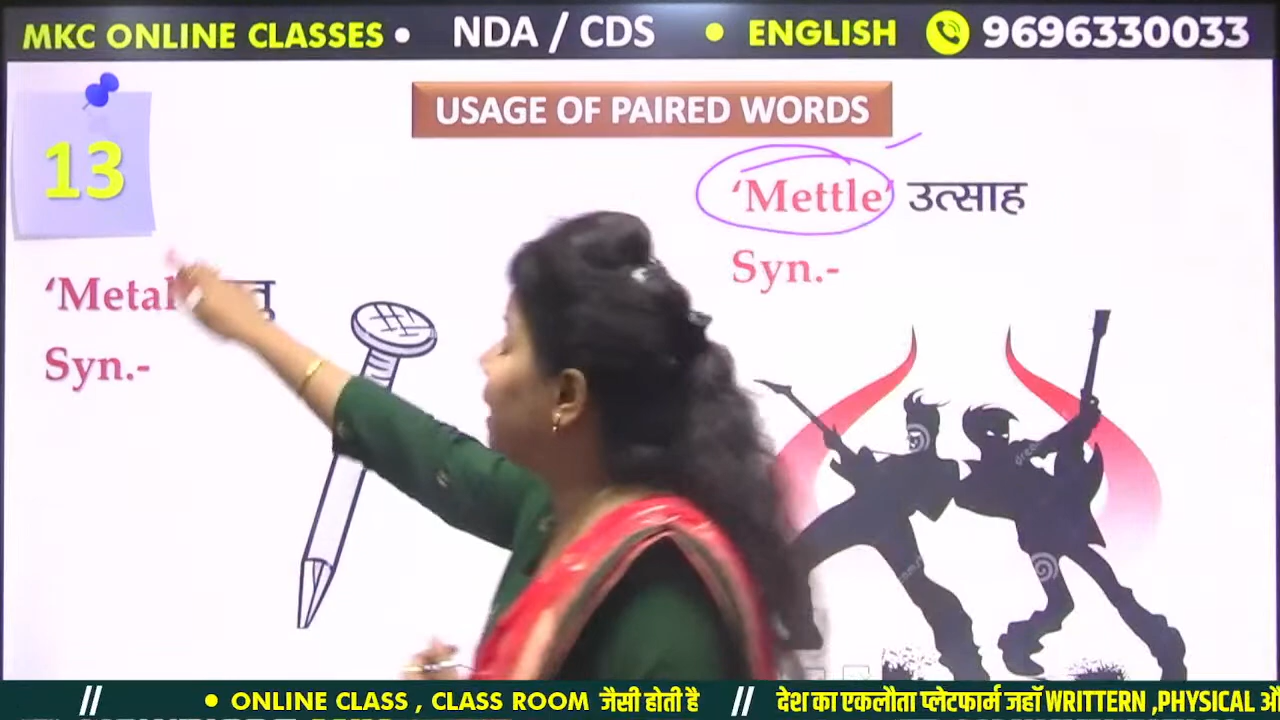 MKC ONLINE CLASSES • NDA / CDS • ENGLISH 9696330033
USAGE OF PAIRED WORDS
13
‘Mettle’ उत्साह
Syn.-
‘Metal
Syn.-
// • ONLINE CLASS , CLASS ROOM जैसी होती है // देश का एकलौता प्लेटफार्म जहाँ WRITTERN ,PHYSICAL